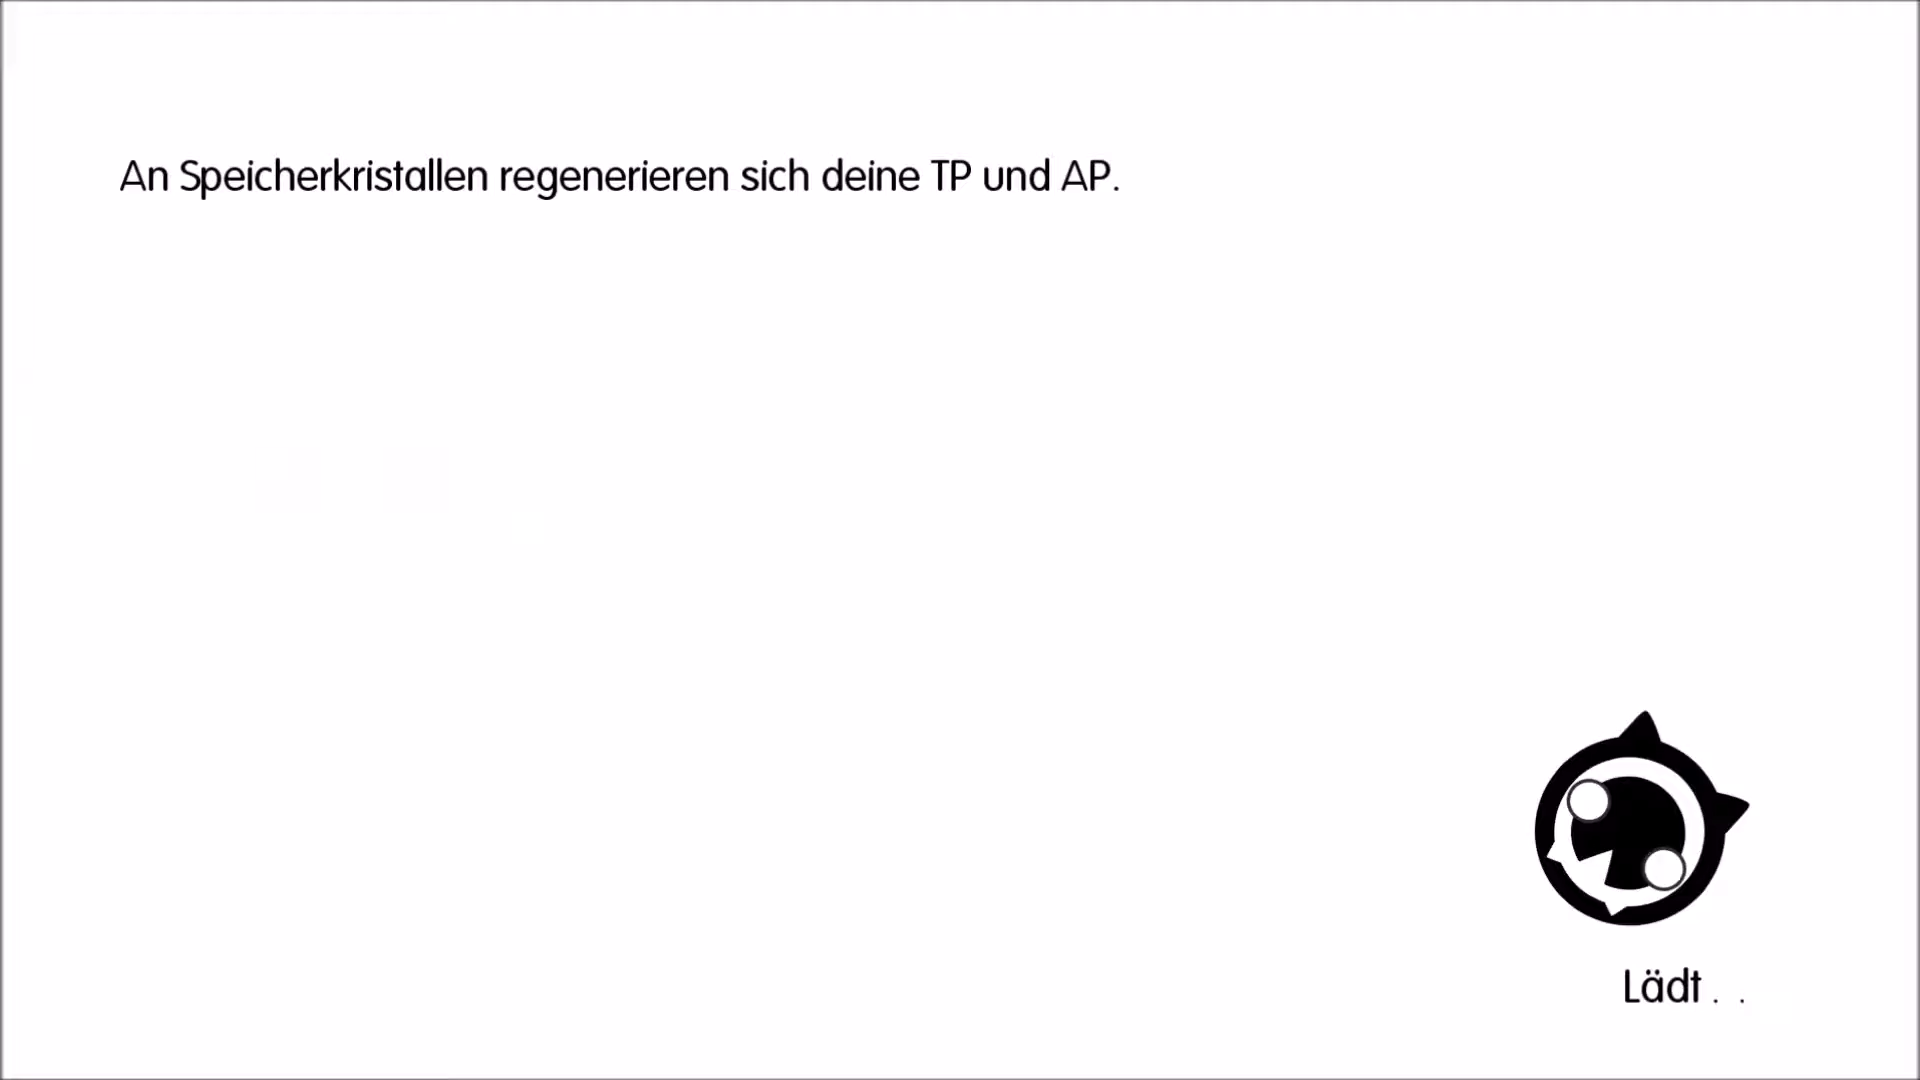 An Speicherkristallen regenerieren sich deine TP und AP.
Lädt . .